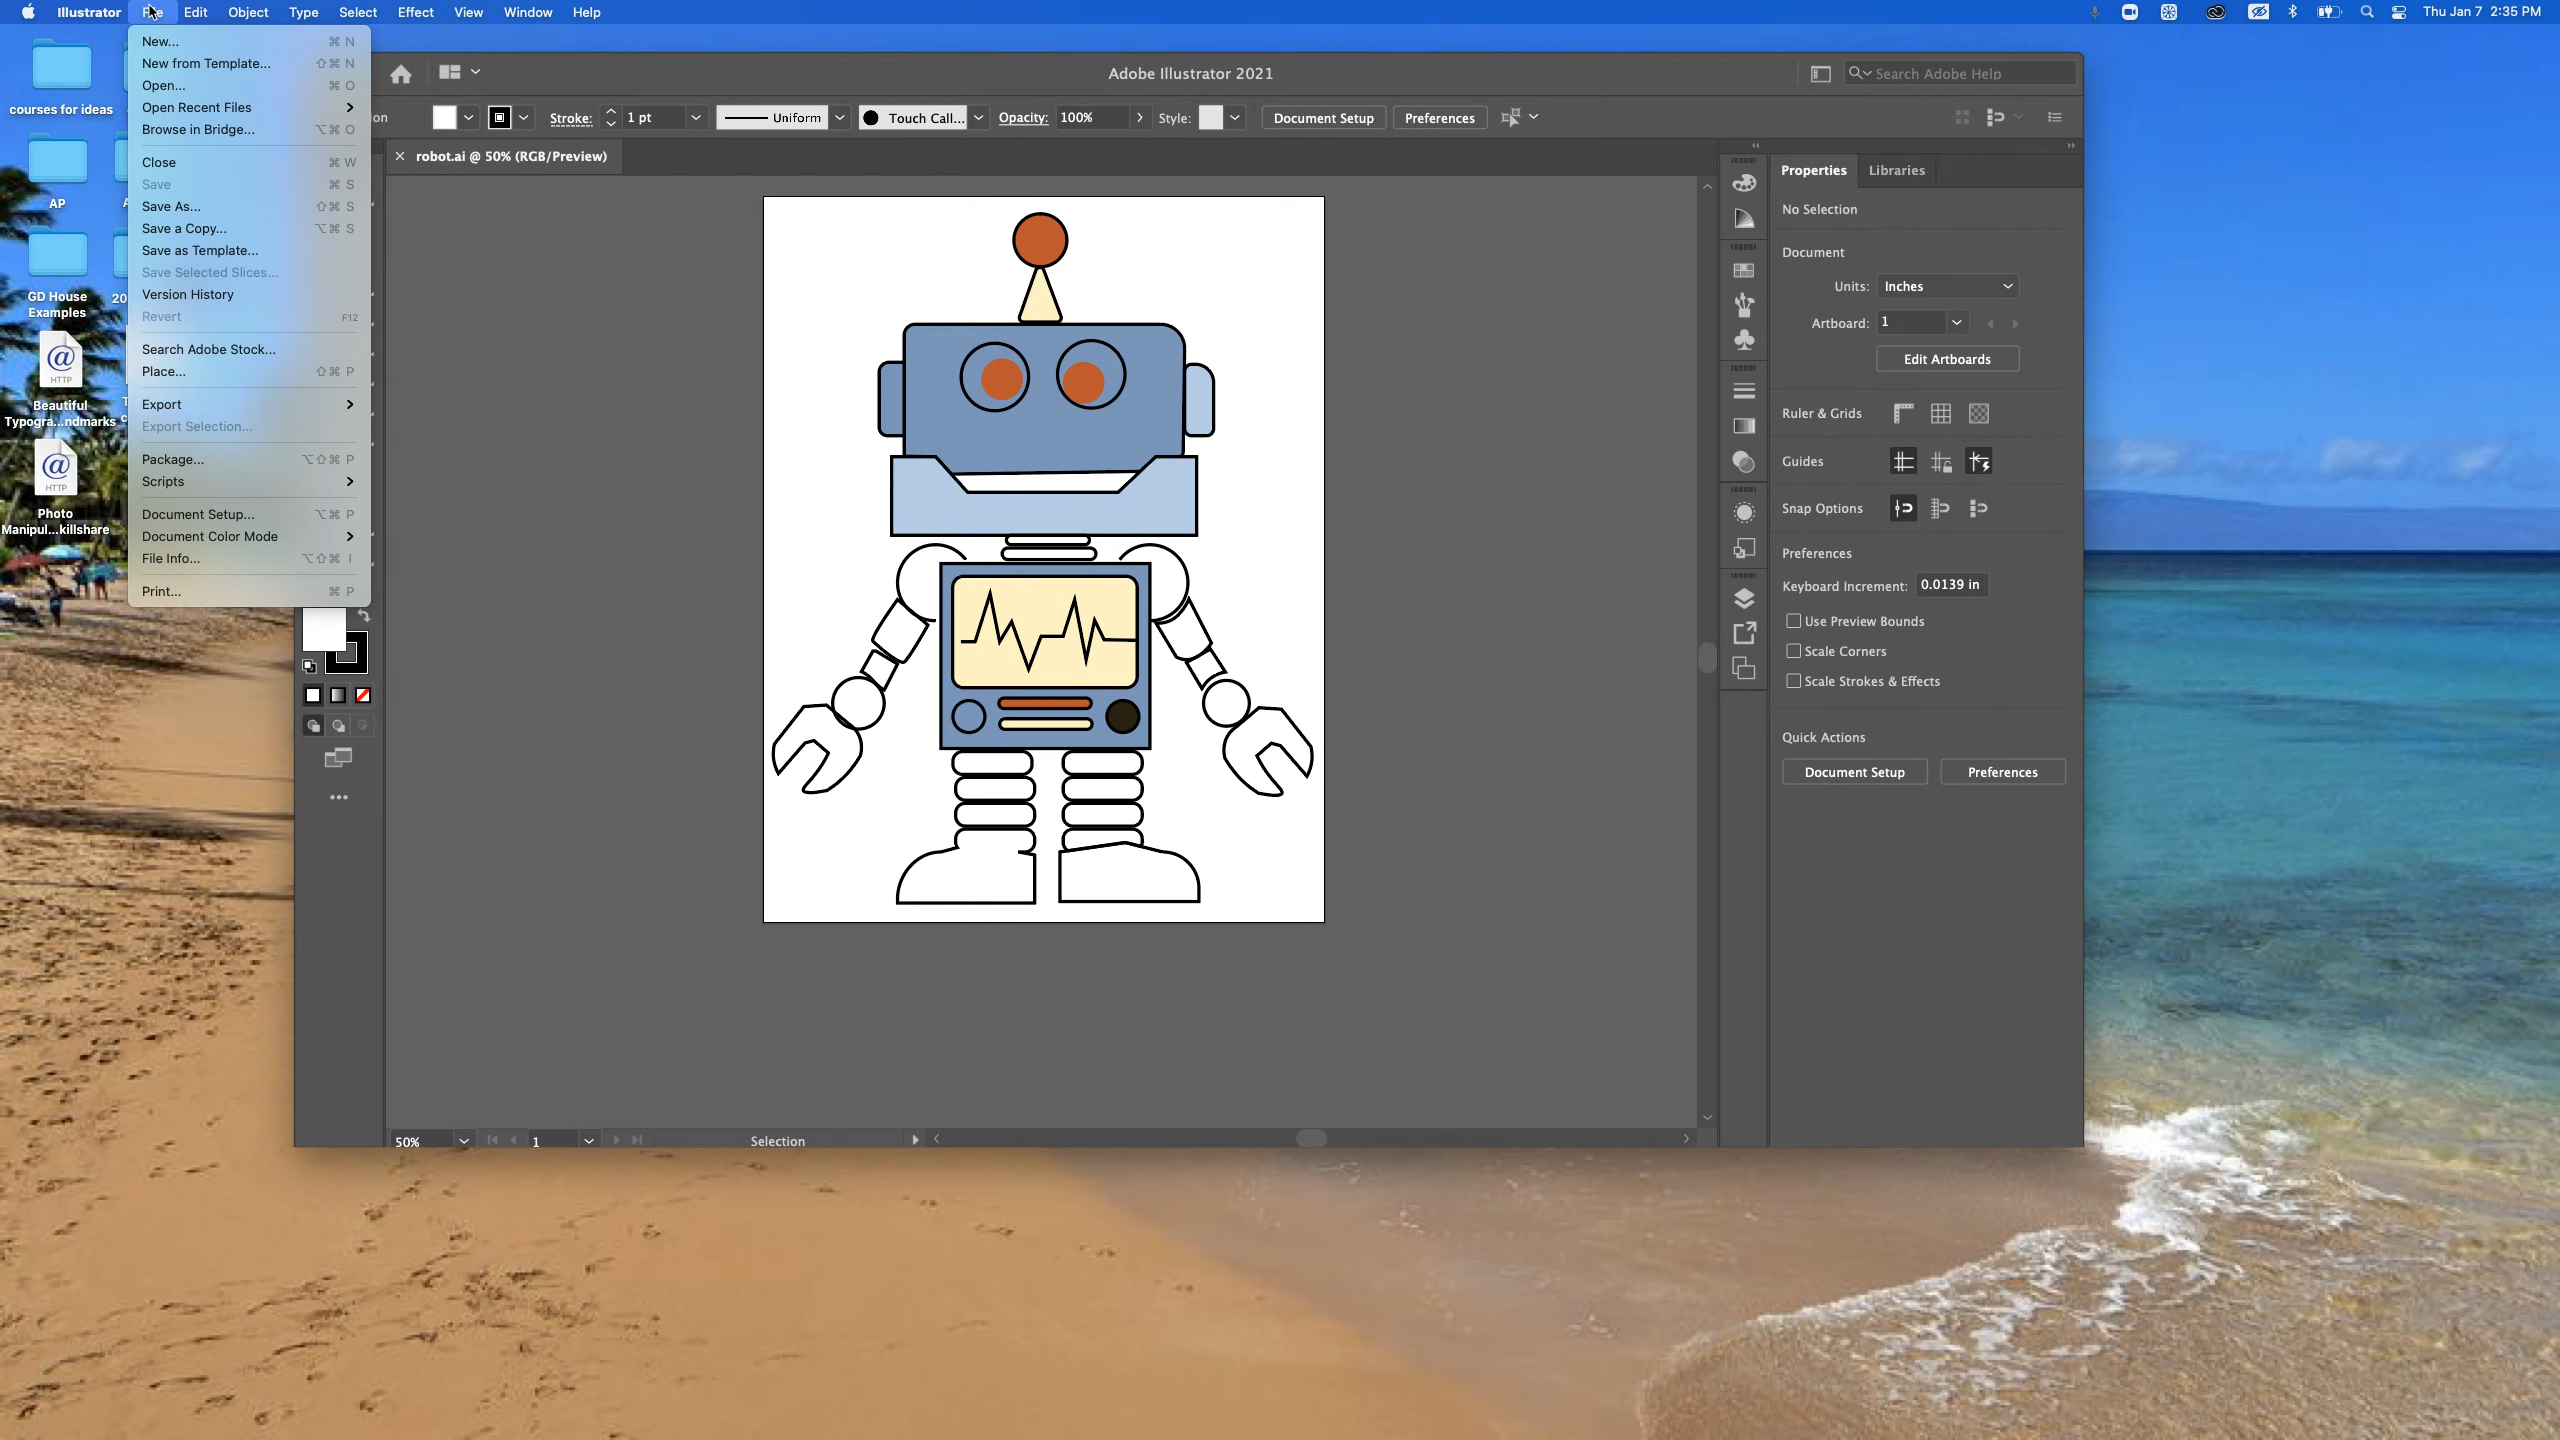 Illustrator Edit Object Type Select Effect View Window Help
Thu Jan 7 2:35 PM
New... ⌘ N
New from Template... ⇧⌘ N
Open... ⌘ O
Open Recent Files
Browse in Bridge... ⌥⌘ O
Close ⌘ W
Save ⌘ S
Save As... ⇧⌘ S
Save a Copy... ⌥⌘ S
Save as Template...
Save Selected Slices...
Version History
Revert F12
Search Adobe Stock...
Place... ⇧⌘ P
Export
Export Selection...
Package... ⌥⇧⌘ P
Scripts
Document Setup... ⌥⌘ P
Document Color Mode
File Info... ⌥⇧⌘ I
Print... ⌘ P
courses for ideas
AP
GD House
Examples
20
HTTP
Beautiful
Typogra...ndmarks
HTTP
Photo
Manipul...killshare
Adobe Illustrator 2021
Search Adobe Help
on
Stroke: 1 pt Uniform Touch Call... Opacity: 100% Style: Document Setup Preferences
robot.ai @ 50% (RGB/Preview)
Properties Libraries
No Selection
Document
Units: Inches
Artboard: 1
Edit Artboards
Ruler & Grids
Guides
Snap Options
Preferences
Keyboard Increment: 0.0139 in
Use Preview Bounds
Scale Corners
Scale Strokes & Effects
Quick Actions
Document Setup Preferences
50% 1 Selection